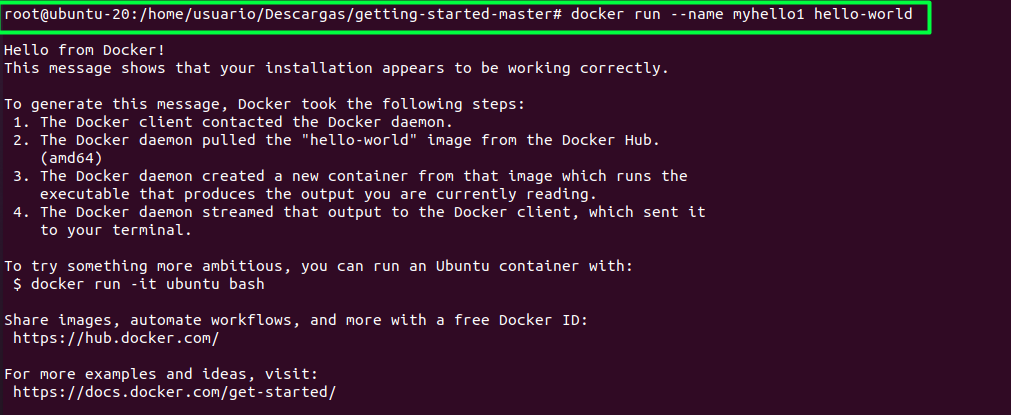 root@ubuntu-20:/home/usuario/Descargas/getting-started-master# docker run --name myhello1 hello-world
Hello from Docker!
This message shows that your installation appears to be working correctly.
To generate this message, Docker took the following steps:
1. The Docker client contacted the Docker daemon.
2. The Docker daemon pulled the "hello-world" image from the Docker Hub.
(amd64)
3. The Docker daemon created a new container from that image which runs the
executable that produces the output you are currently reading.
4. The Docker daemon streamed that output to the Docker client, which sent it
to your terminal.
To try something more ambitious, you can run an Ubuntu container with:
$ docker run -it ubuntu bash
Share images, automate workflows, and more with a free Docker ID:
https://hub.docker.com/
For more examples and ideas, visit:
https://docs.docker.com/get-started/